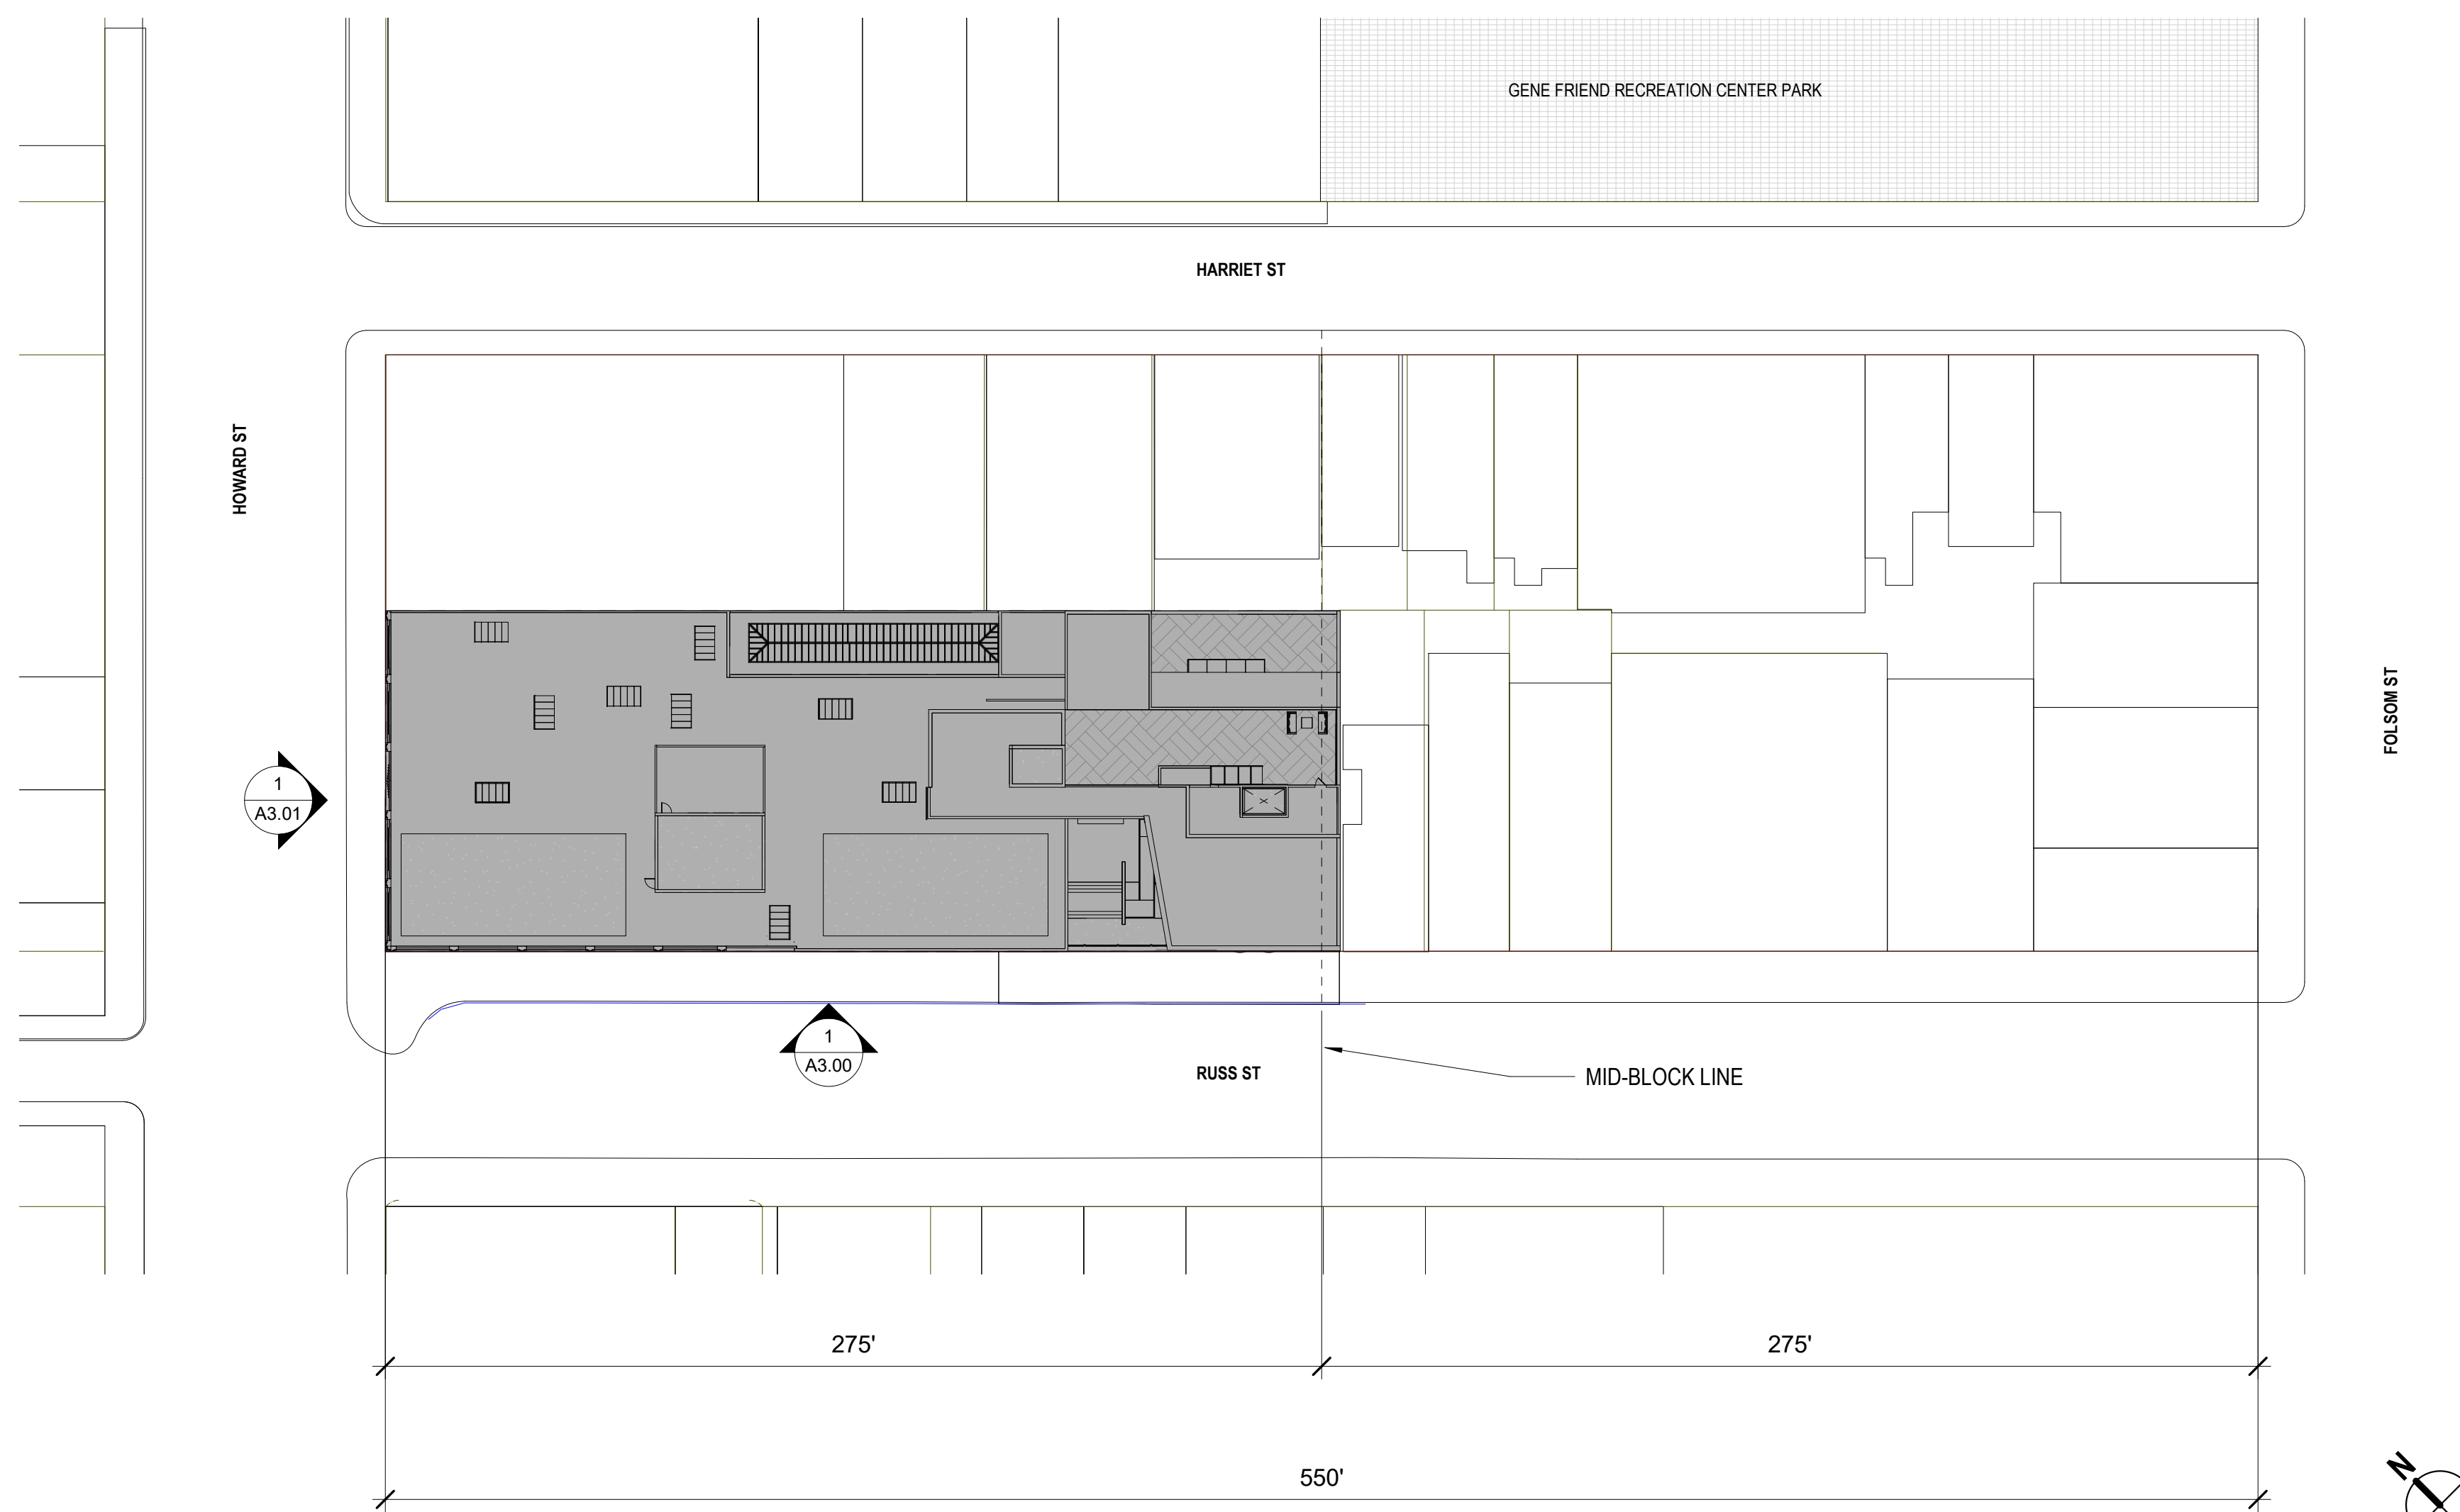 GENE FRIEND RECREATION CENTER PARK
HARRIET ST
HOWARD ST
FOLSOM ST
1
A3.01
1
A3.00
RUSS ST
MID-BLOCK LINE
275'
275'
550'
N